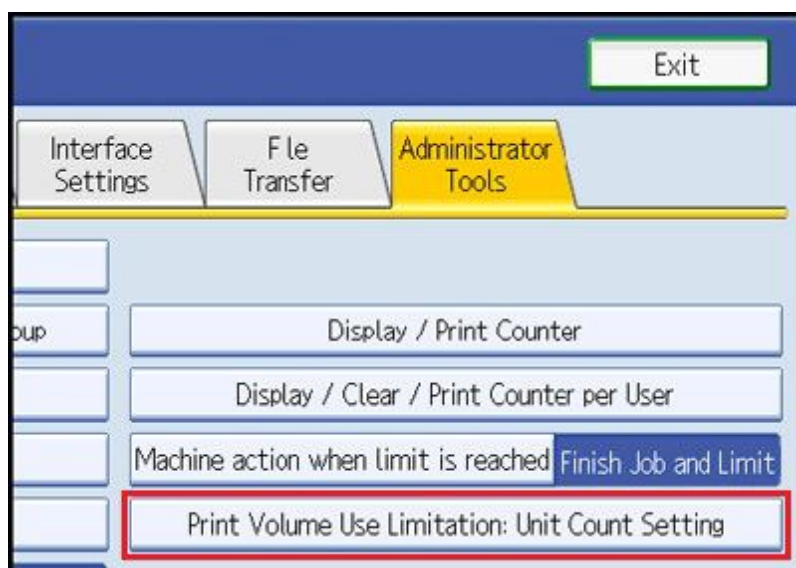 Exit
Interface
Settings
F le
Transfer
Administrator
Tools
Display / Print Counter
oup
Display / Clear / Print Counter per User
Machine action when limit is reached Finish Job and Limit
Print Volume Use Limitation: Unit Count Setting